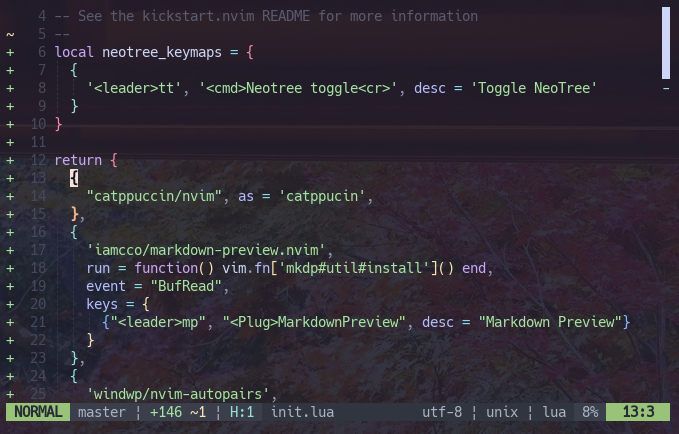 4 -- See the kickstart.nvim README for more information
~ 5 --
+ 6 local neotree_keymaps = {
+ 7 {
+ 8 '<leader>tt', '<cmd>Neotree toggle<cr>', desc = 'Toggle NeoTree'
+ 9 }
+ 10 }
+ 11
+ 12 return {
+ 13 {
+ 14 "catppuccin/nvim", as = 'catppucin',
+ 15 },
+ 16 {
+ 17 'iamcco/markdown-preview.nvim',
+ 18 run = function() vim.fn['mkdp#util#install']() end,
+ 19 event = "BufRead",
+ 20 keys = {
+ 21 {"<leader>mp", "<Plug>MarkdownPreview", desc = "Markdown Preview"}
+ 22 }
+ 23 },
+ 24 {
+ 25 'windwp/nvim-autopairs',
NORMAL master ¦ +146 ~1 ¦ H:1 init.lua utf-8 ¦ unix ¦ lua 8% 13:3